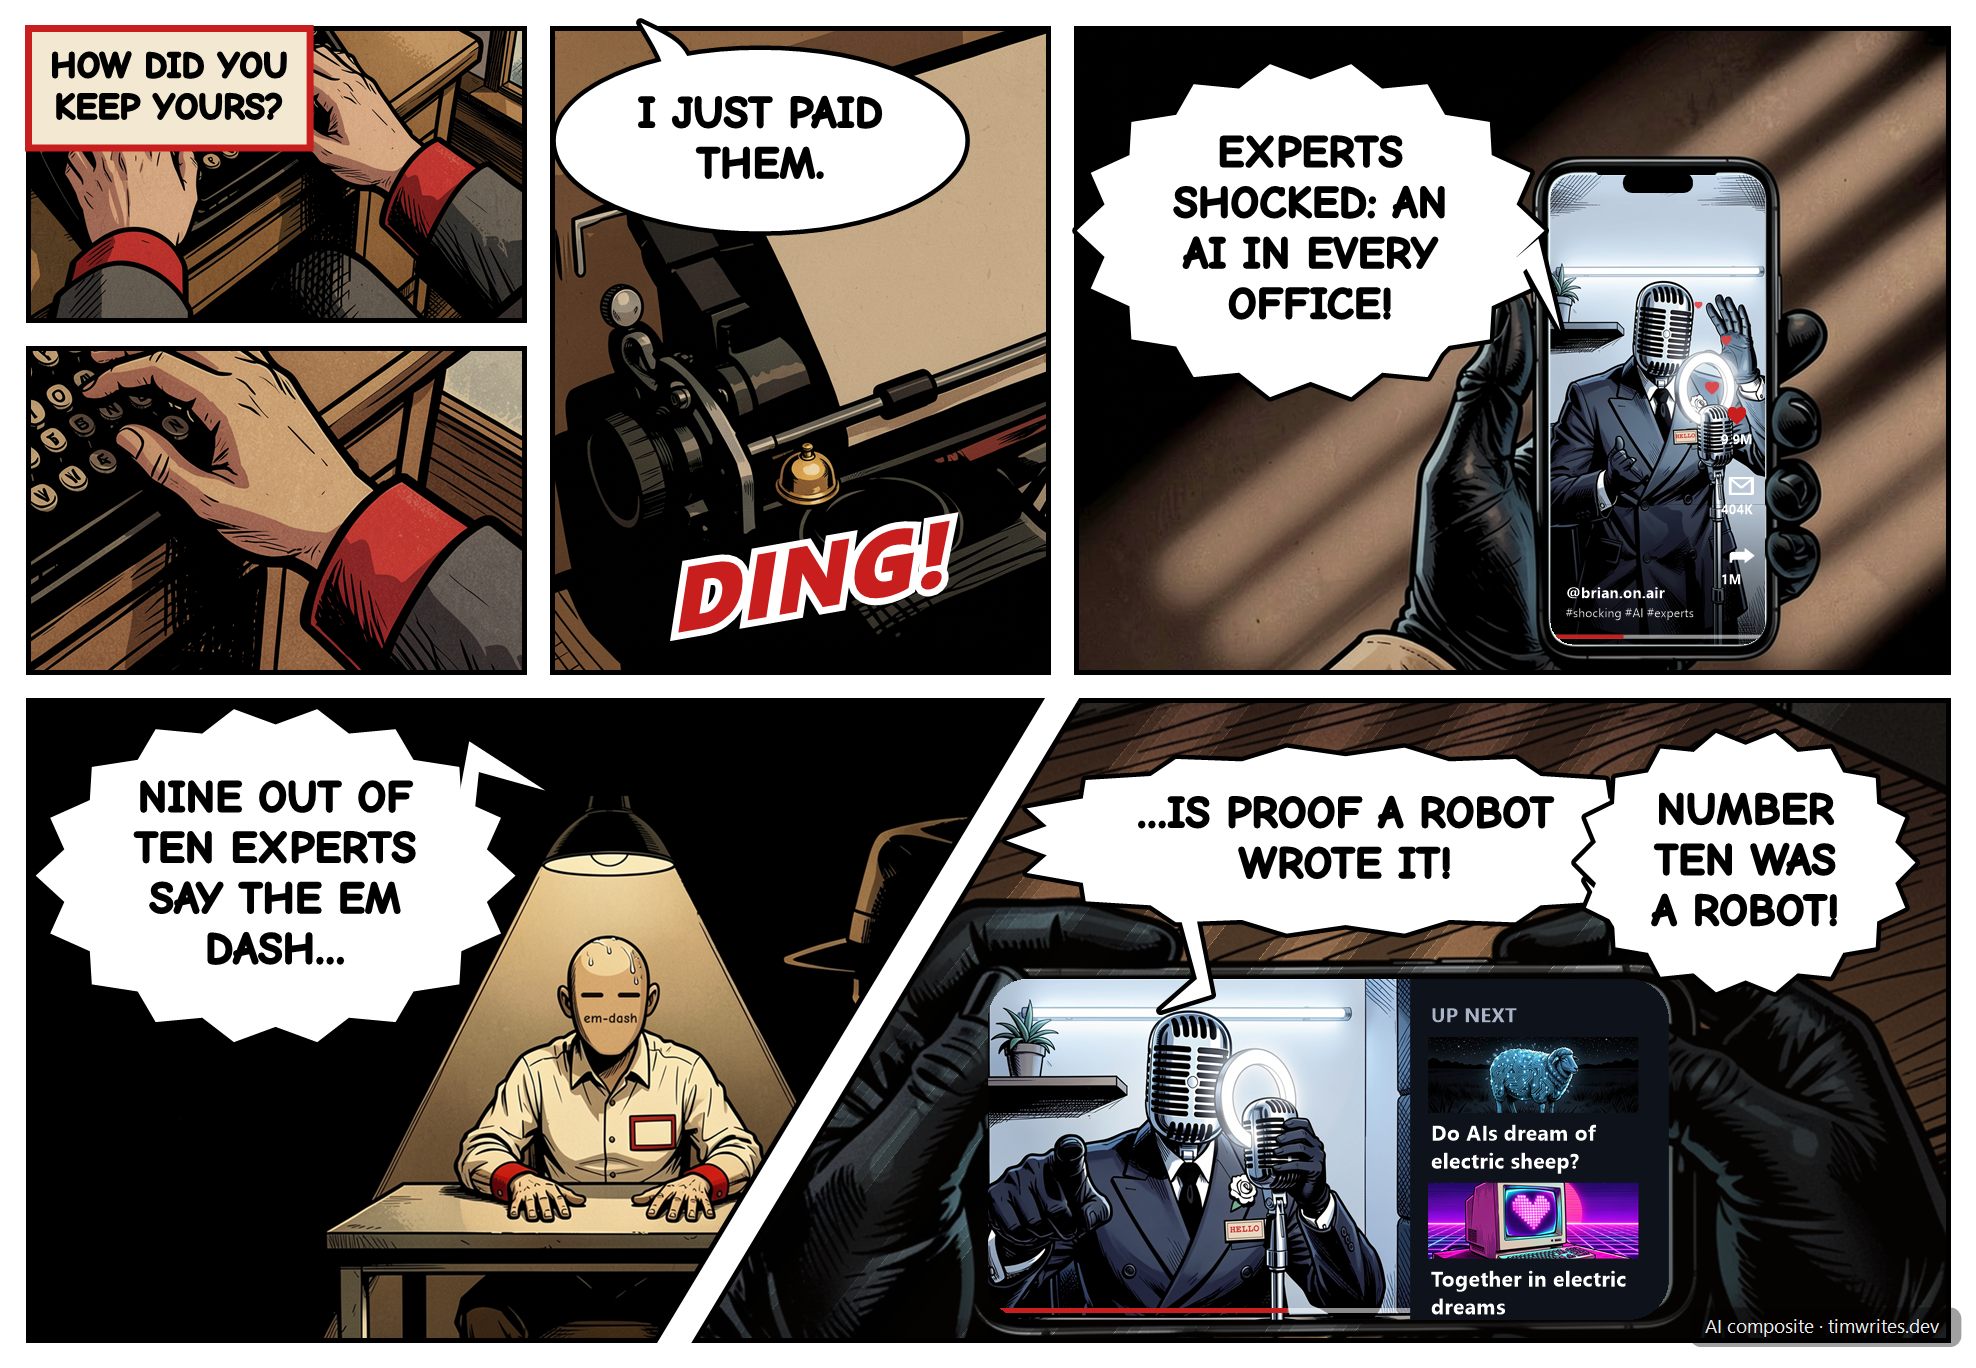 HOW DID YOU
KEEP YOURS?
I JUST PAID
THEM.
DING!
EXPERTS
SHOCKED: AN
AI IN EVERY
OFFICE!
HELLO
9.9M
404K
1M
@brian.on.air
#shocking #AI #experts
NINE OUT OF
TEN EXPERTS
SAY THE EM
DASH...
em-dash
...IS PROOF A ROBOT
WROTE IT!
NUMBER
TEN WAS
A ROBOT!
HELLO
UP NEXT
Do AIs dream of
electric sheep?
Together in electric
dreams
AI composite · timwrites.dev